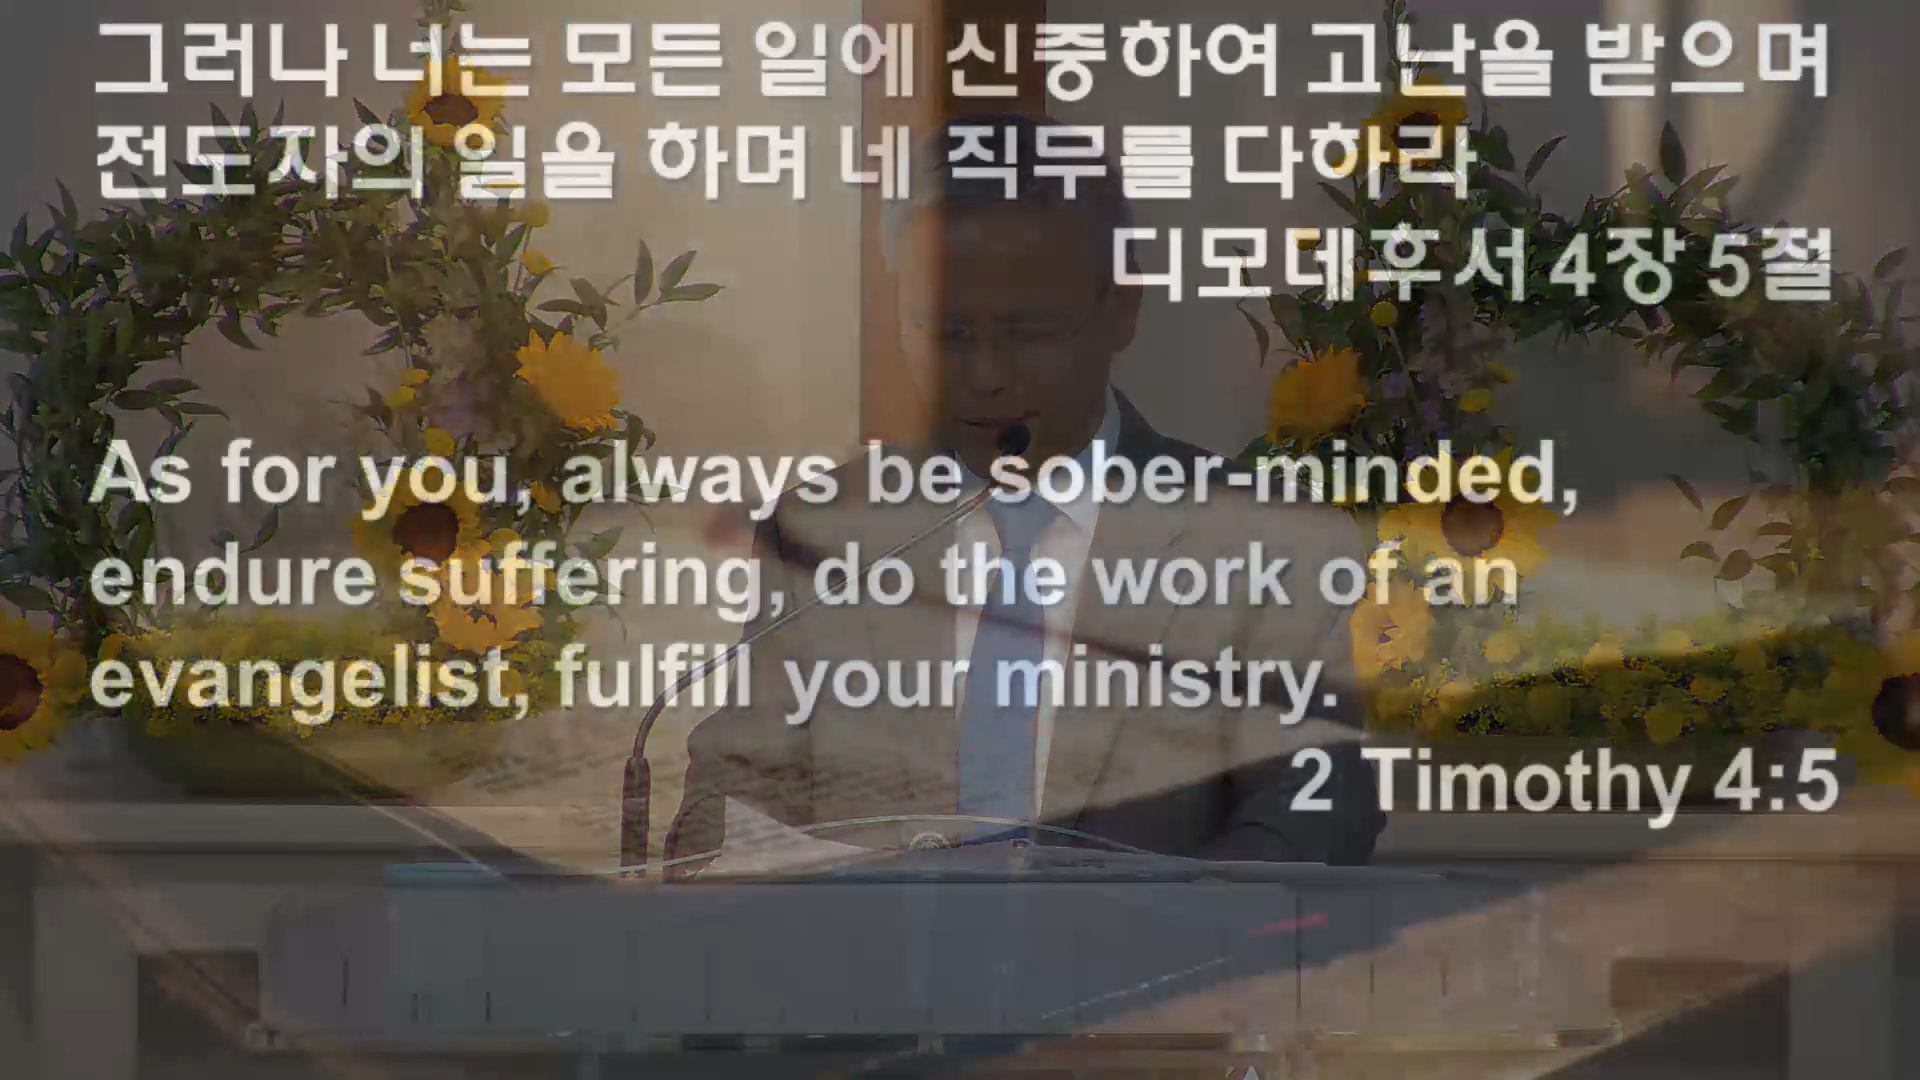 그러나 너는 모든 일에 신중하여 고난을 받으며
전도자의 일을 하며 네 직무를 다하라
디모데후서 4장 5절
As for you, always be sober-minded,
endure suffering, do the work of an
evangelist, fulfill your ministry.
2 Timothy 4:5